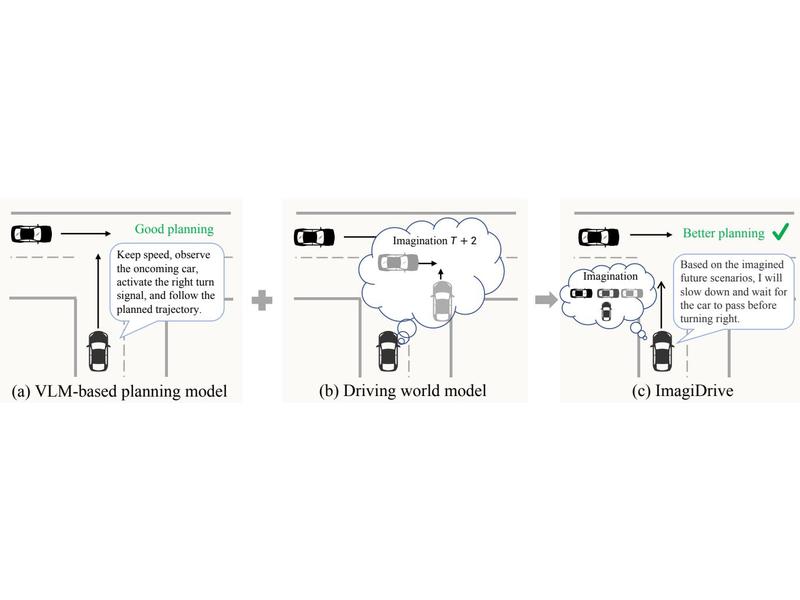 Good planning
Keep speed, observe
the oncoming car,
activate the right turn
signal, and follow the
planned trajectory.
(a) VLM-based planning model
Imagination T + 2
(b) Driving world model
Better planning
Imagination
Based on the imagined
future scenarios, I will
slow down and wait for
the car to pass before
turning right.
(c) ImagiDrive